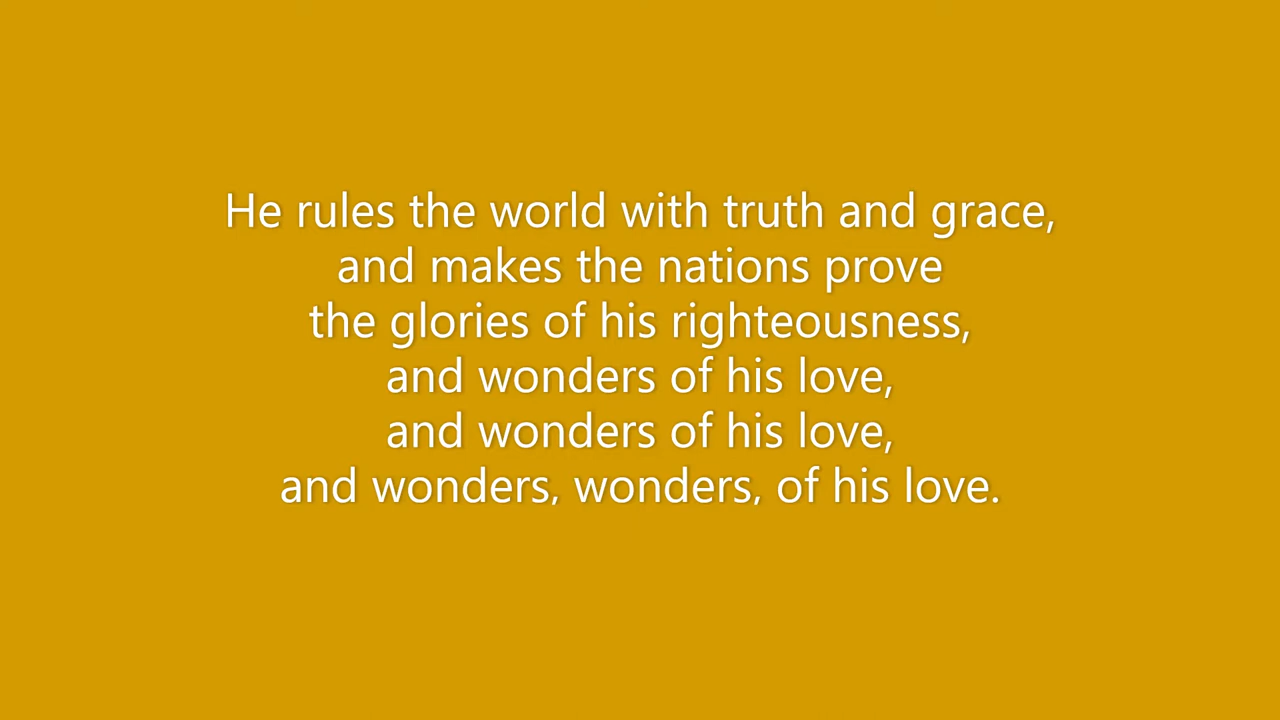 He rules the world with truth and grace,
and makes the nations prove
the glories of his righteousness,
and wonders of his love,
and wonders of his love,
and wonders, wonders, of his love.